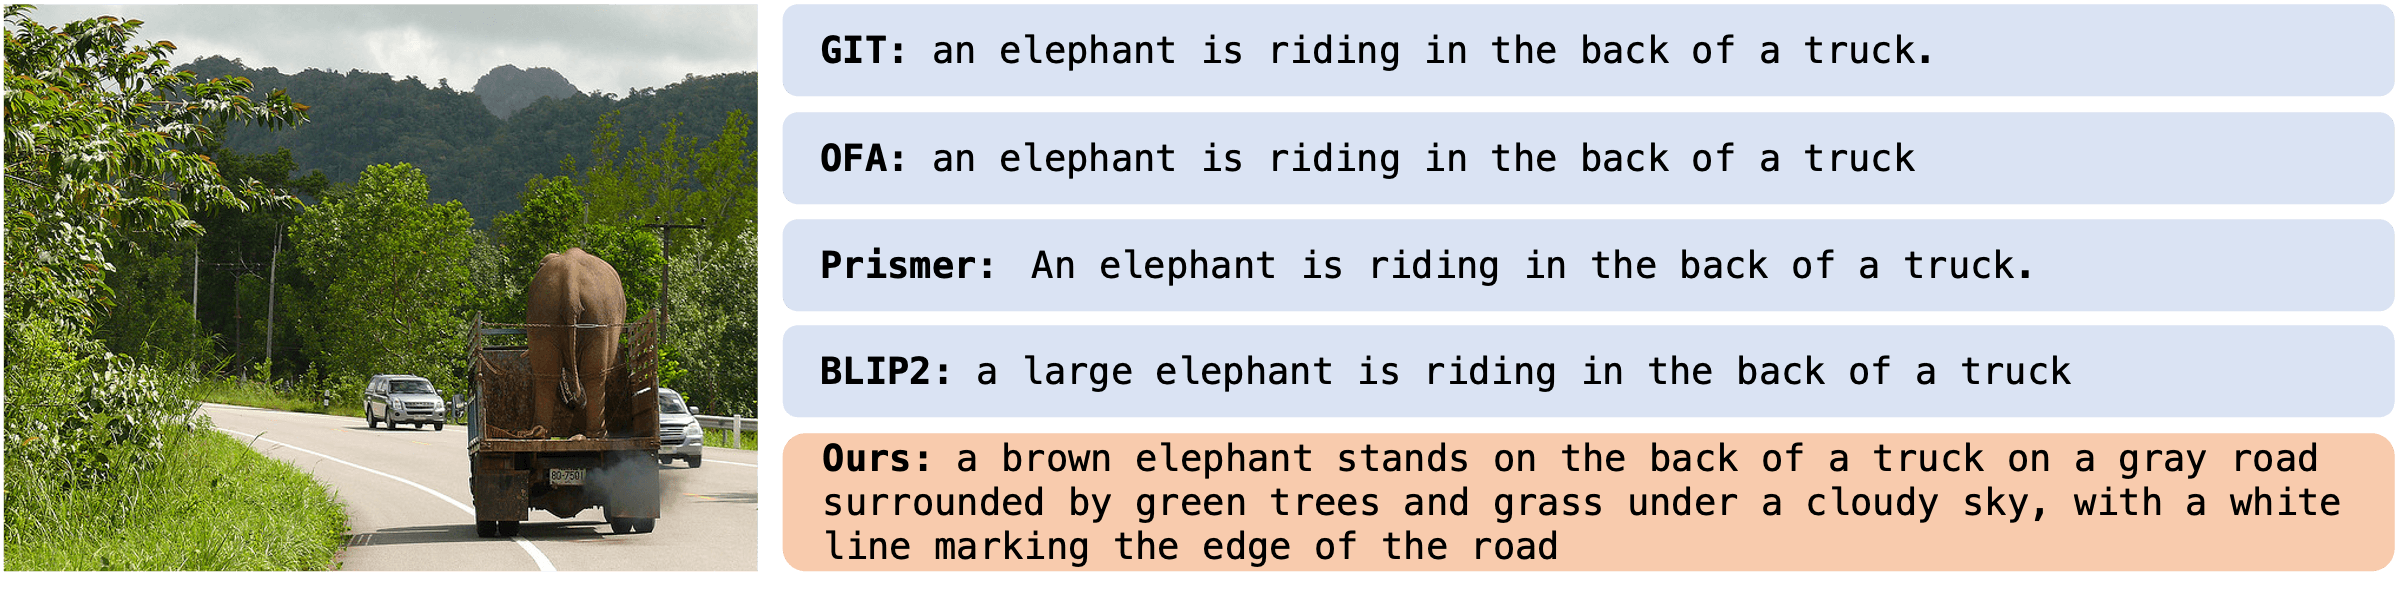 GIT: an elephant is riding in the back of a truck.
OFA: an elephant is riding in the back of a truck
Prismer: An elephant is riding in the back of a truck.
BLIP2: a large elephant is riding in the back of a truck
Ours: a brown elephant stands on the back of a truck on a gray road
surrounded by green trees and grass under a cloudy sky, with a white
line marking the edge of the road
80-7501